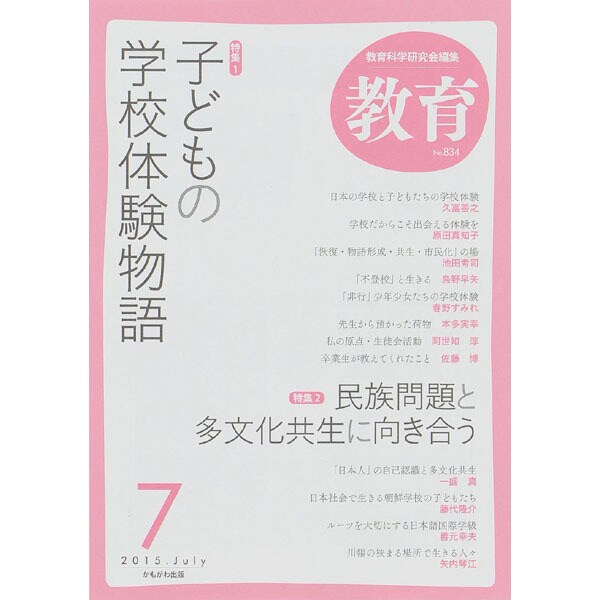 教育科学研究会編集
教育
No.834
特集1
子どもの
学校体験物語
日本の学校と子どもたちの学校体験
久冨善之
学校だからこそ出会える体験を
原田真知子
「恢復・物語形成・共生・市民化」の場
池田考司
「不登校」と生きる 鳥野早矢
「非行」少年少女たちの学校体験
春野すみれ
先生から預かった荷物 本多実幸
私の原点・生徒会活動 阿世知 淳
卒業生が教えてくれたこと 佐藤 博
特集2
民族問題と
多文化共生に向き合う
「日本人」の自己認識と多文化共生
一盛 真
日本社会で生きる朝鮮学校の子どもたち
藤代隆介
ルーツを大切にする日本語国際学級
善元幸夫
川幅の狭まる場所で生きる人々
矢内琴江
7
2015.July
かもがわ出版